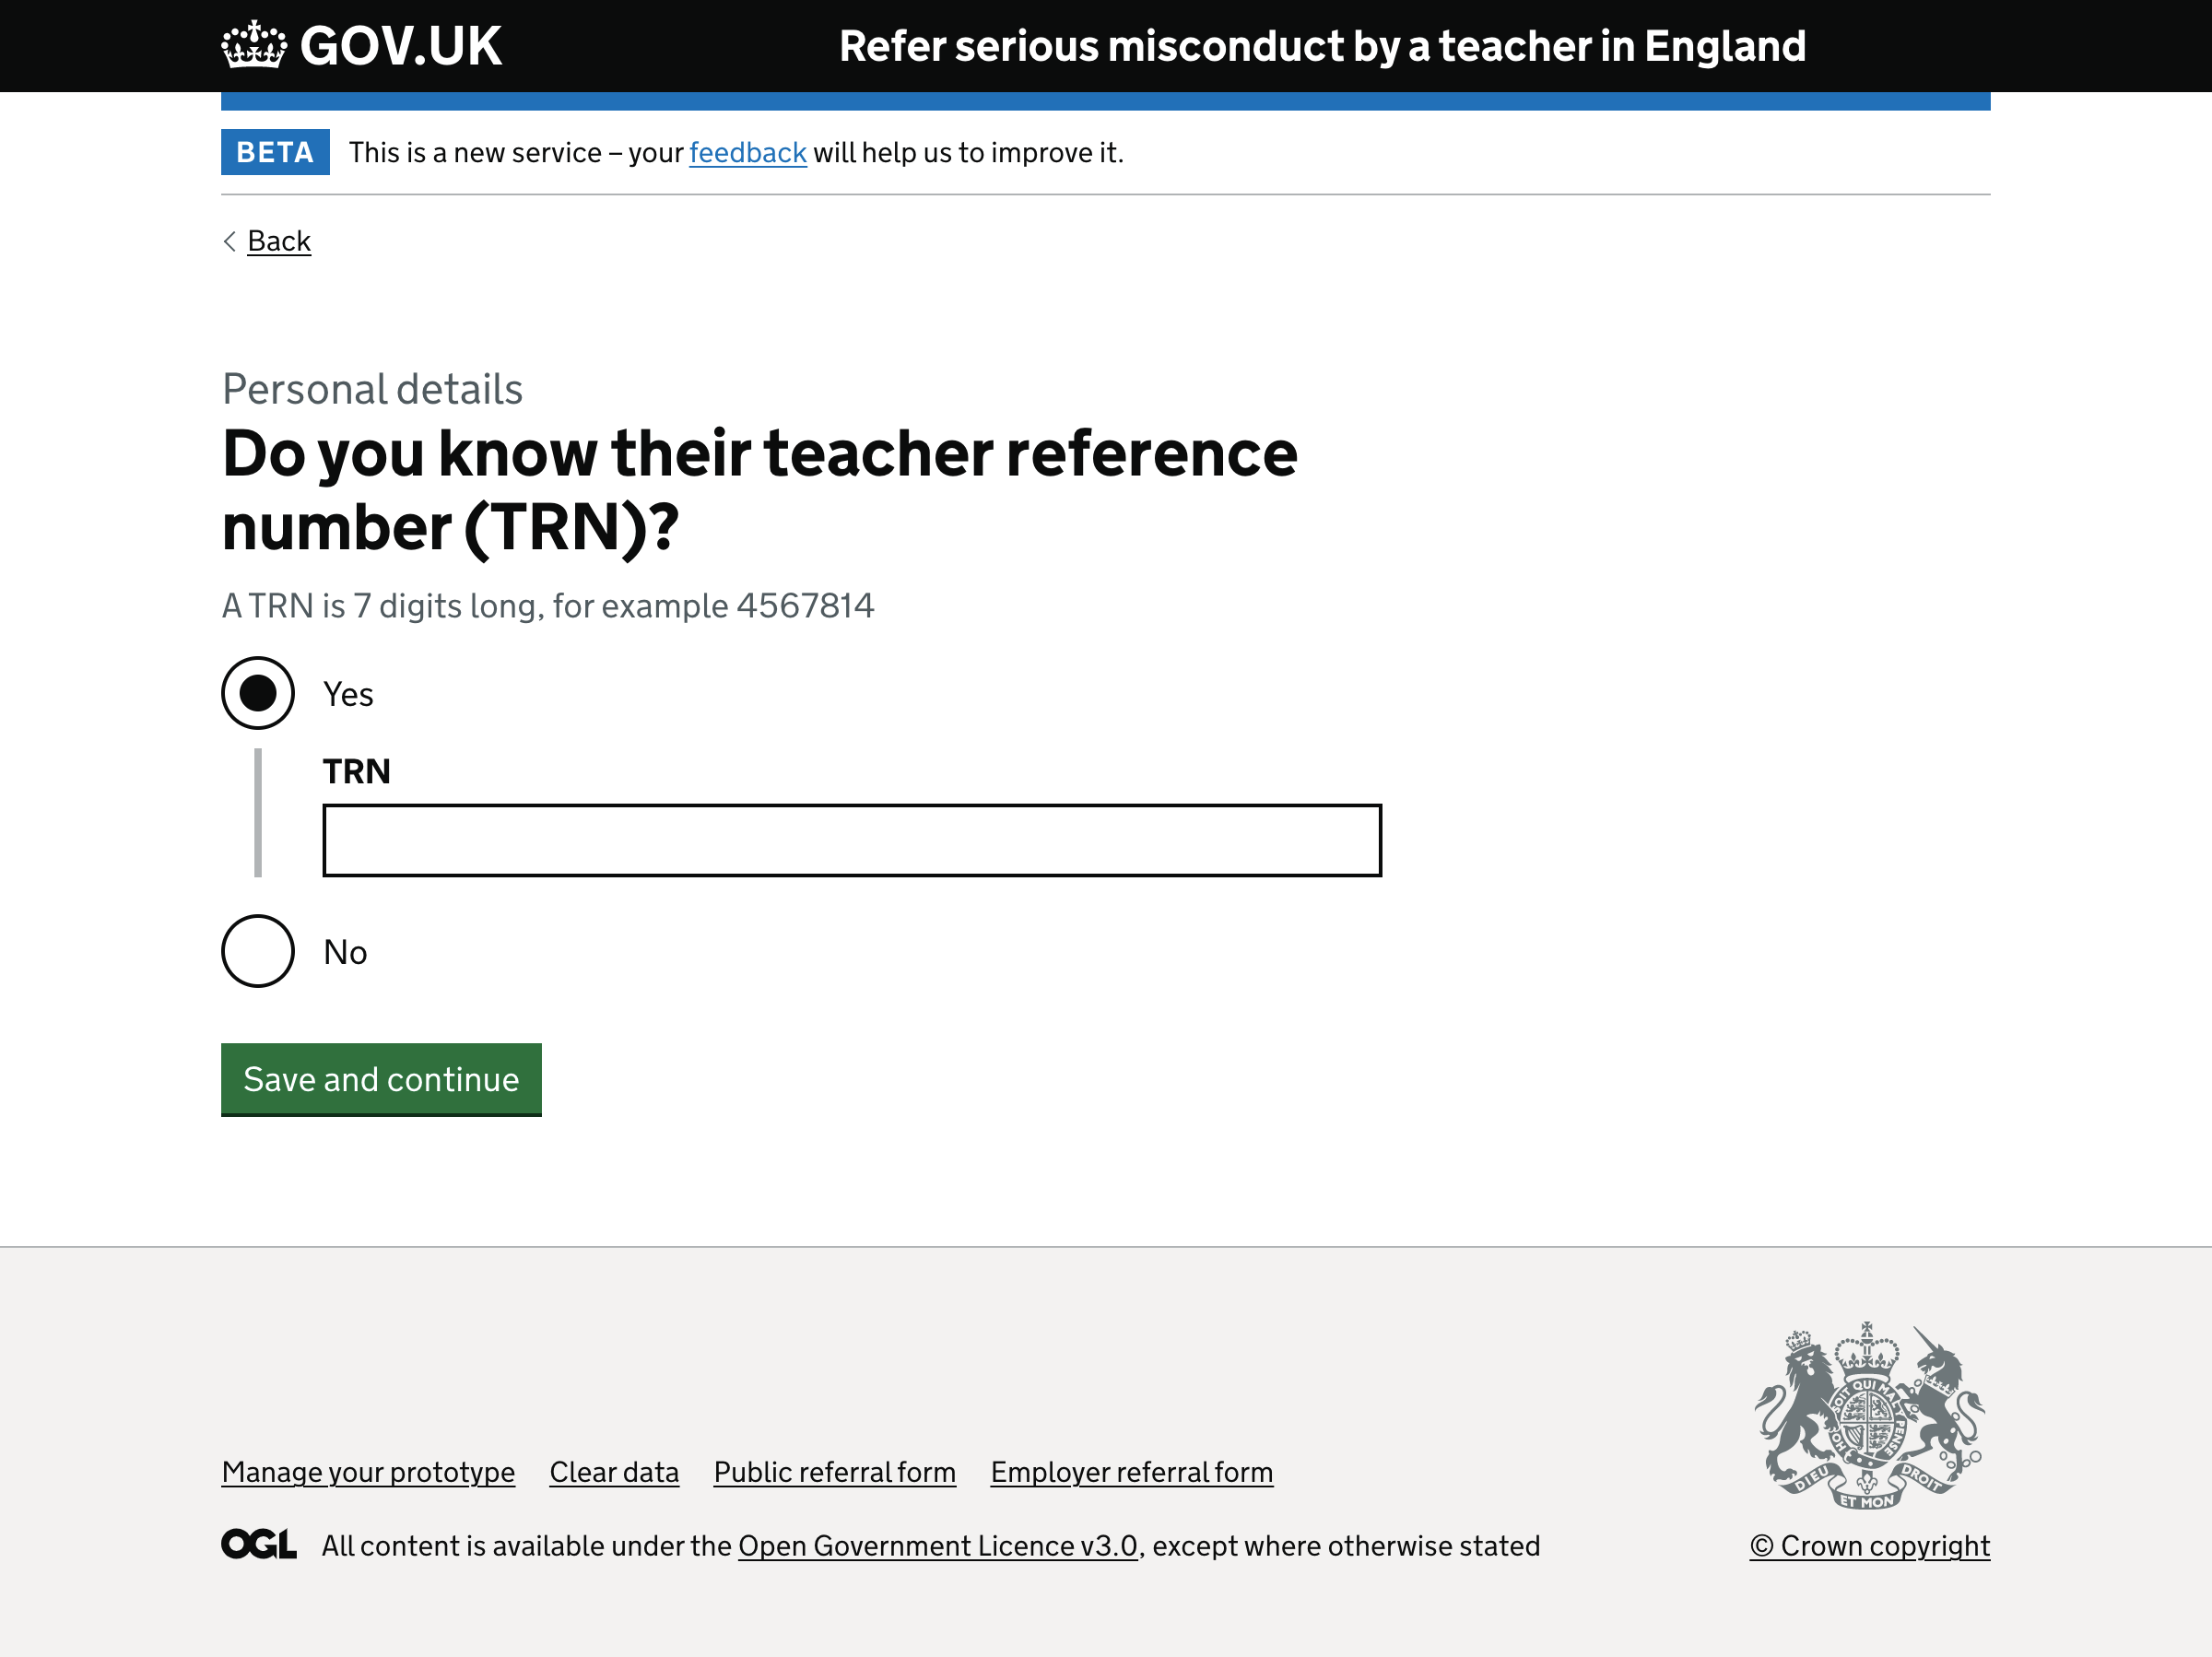 GOV.UK
Refer serious misconduct by a teacher in England
BETA
This is a new service – your feedback will help us to improve it.
Back
Personal details
Do you know their teacher reference
number (TRN)?
A TRN is 7 digits long, for example 4567814
Yes
TRN
No
Save and continue
Manage your prototype
Clear data
Public referral form
Employer referral form
OGL
All content is available under the Open Government Licence v3.0, except where otherwise stated
SOIT QUI MAL
PENSE
DIEU
ET MON
DROIT
© Crown copyright